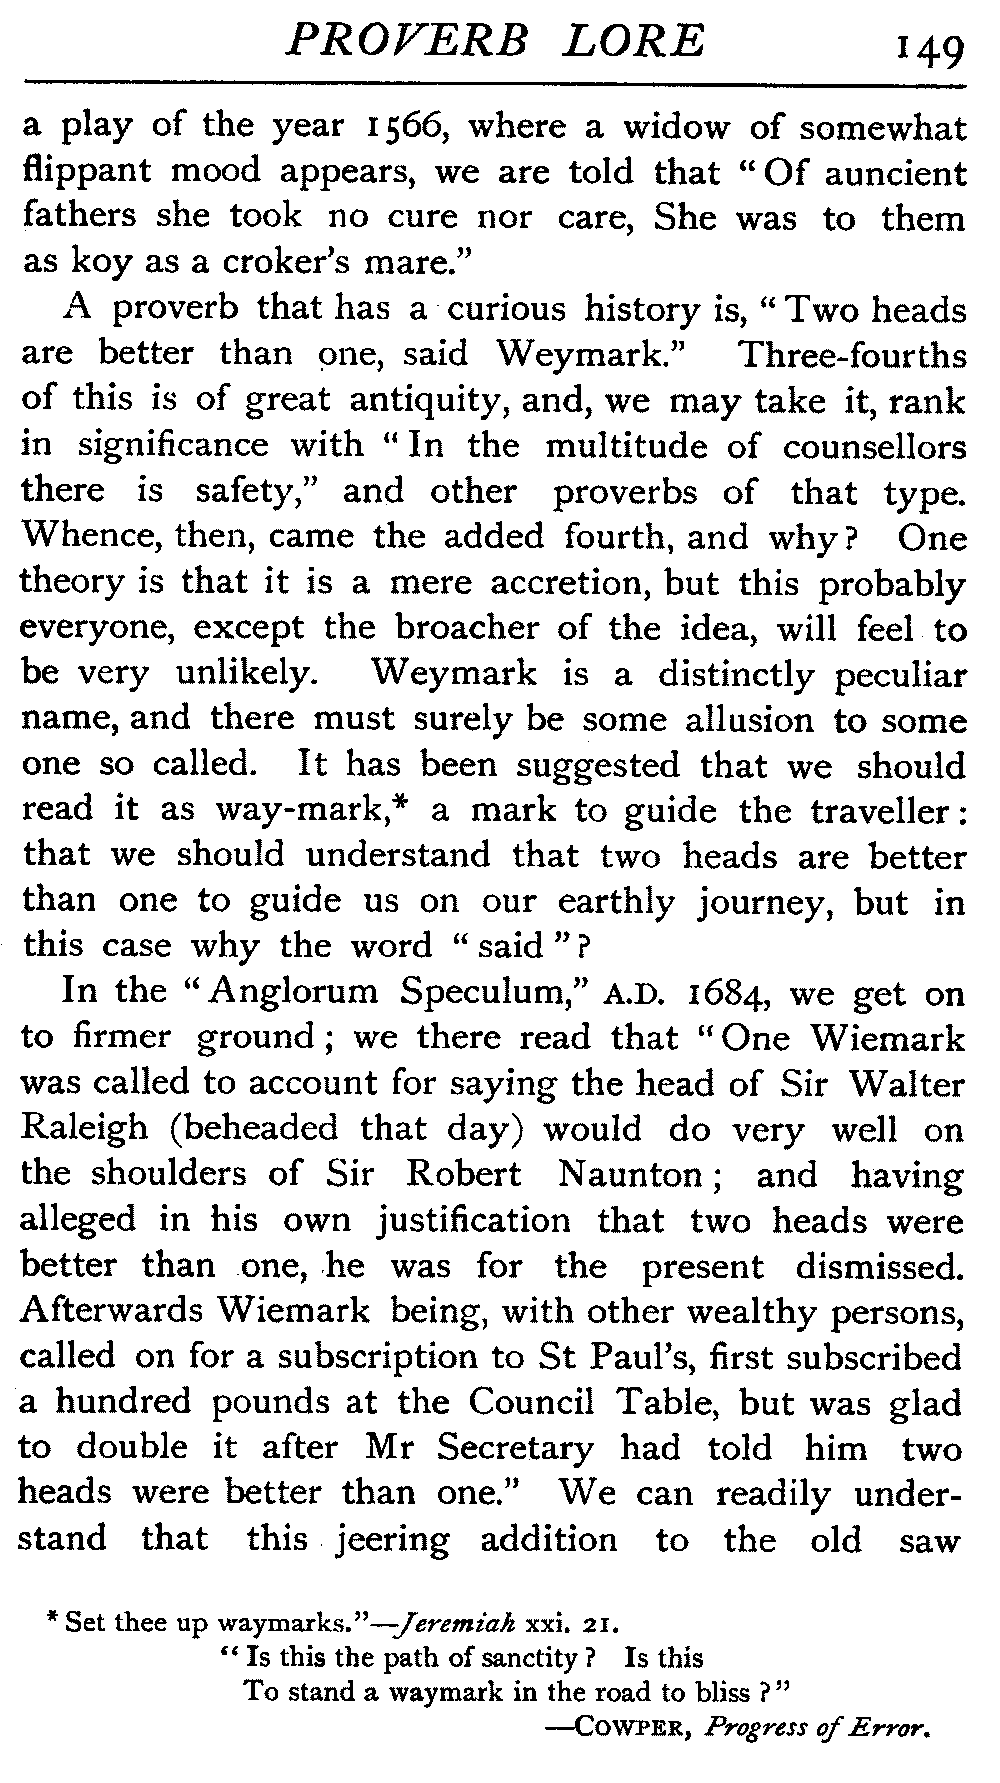 PROVERB LORE 149
a play of the year 1566, where a widow of somewhat
flippant mood appears, we are told that “Of auncient
fathers she took no cure nor care, She was to them
as koy as a croker’s mare.”
A proverb that has a curious history is, “Two heads
are better than one, said Weymark.” Three-fourths
of this is of great antiquity, and, we may take it, rank
in significance with “In the multitude of counsellors
there is safety,” and other proverbs of that type.
Whence, then, came the added fourth, and why? One
theory is that it is a mere accretion, but this probably
everyone, except the broacher of the idea, will feel to
be very unlikely. Weymark is a distinctly peculiar
name, and there must surely be some allusion to some
one so called. It has been suggested that we should
read it as way-mark,* a mark to guide the traveller:
that we should understand that two heads are better
than one to guide us on our earthly journey, but in
this case why the word “said”?
In the “Anglorum Speculum,” A.D. 1684, we get on
to firmer ground; we there read that “One Wiemark
was called to account for saying the head of Sir Walter
Raleigh (beheaded that day) would do very well on
the shoulders of Sir Robert Naunton; and having
alleged in his own justification that two heads were
better than one, he was for the present dismissed.
Afterwards Wiemark being, with other wealthy persons,
called on for a subscription to St Paul’s, first subscribed
a hundred pounds at the Council Table, but was glad
to double it after Mr Secretary had told him two
heads were better than one.” We can readily under-
stand that this jeering addition to the old saw
* Set thee up waymarks.”—Jeremiah xxi. 21.
“Is this the path of sanctity? Is this
To stand a waymark in the road to bliss?”
—COWPER, Progress of Error.